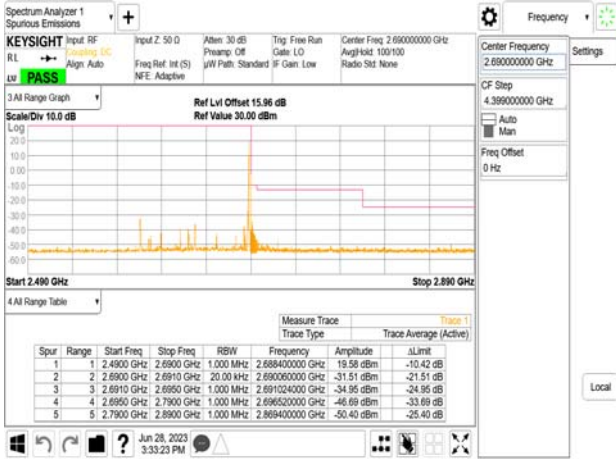 Spectrum Analyzer 1
Spurious Emissions
+
Frequency
KEYSIGHT Input: RF Input Z: 50 Ω Atten: 30 dB Trig: Free Run Center Freq: 2.690000000 GHz
RL Coupling: DC Preamp: Off Gate: LO Avg|Hold: 100/100
Align: Auto Freq Ref: Int (S) µW Path: Standard IF Gain: Low Radio Std: None
LV PASS NFE: Adaptive
Center Frequency
2.690000000 GHz
Settings
CF Step
4.399000000 GHz
Auto
Man
Freq Offset
0 Hz
Local
3 All Range Graph
Ref Lvl Offset 15.96 dB
Scale/Div 10.0 dB Ref Value 30.00 dBm
Log
20.0
10.0
0.00
-10.0
-20.0
-30.0
-40.0
-50.0
-60.0
Start 2.490 GHz Stop 2.890 GHz
4 All Range Table
Measure Trace Trace 1
Trace Type Trace Average (Active)
Spur Range Start Freq Stop Freq RBW Frequency Amplitude ΔLimit
1 1 2.4900 GHz 2.6900 GHz 1.000 MHz 2.688400000 GHz 19.58 dBm -10.42 dB
2 2 2.6900 GHz 2.6910 GHz 20.00 kHz 2.690060000 GHz -31.51 dBm -21.51 dB
3 3 2.6910 GHz 2.6950 GHz 1.000 MHz 2.691024000 GHz -34.95 dBm -24.95 dB
4 4 2.6950 GHz 2.7900 GHz 1.000 MHz 2.696520000 GHz -46.69 dBm -33.69 dB
5 5 2.7900 GHz 2.8900 GHz 1.000 MHz 2.869400000 GHz -50.40 dBm -25.40 dB
?
Jun 28, 2023
3:33:23 PM